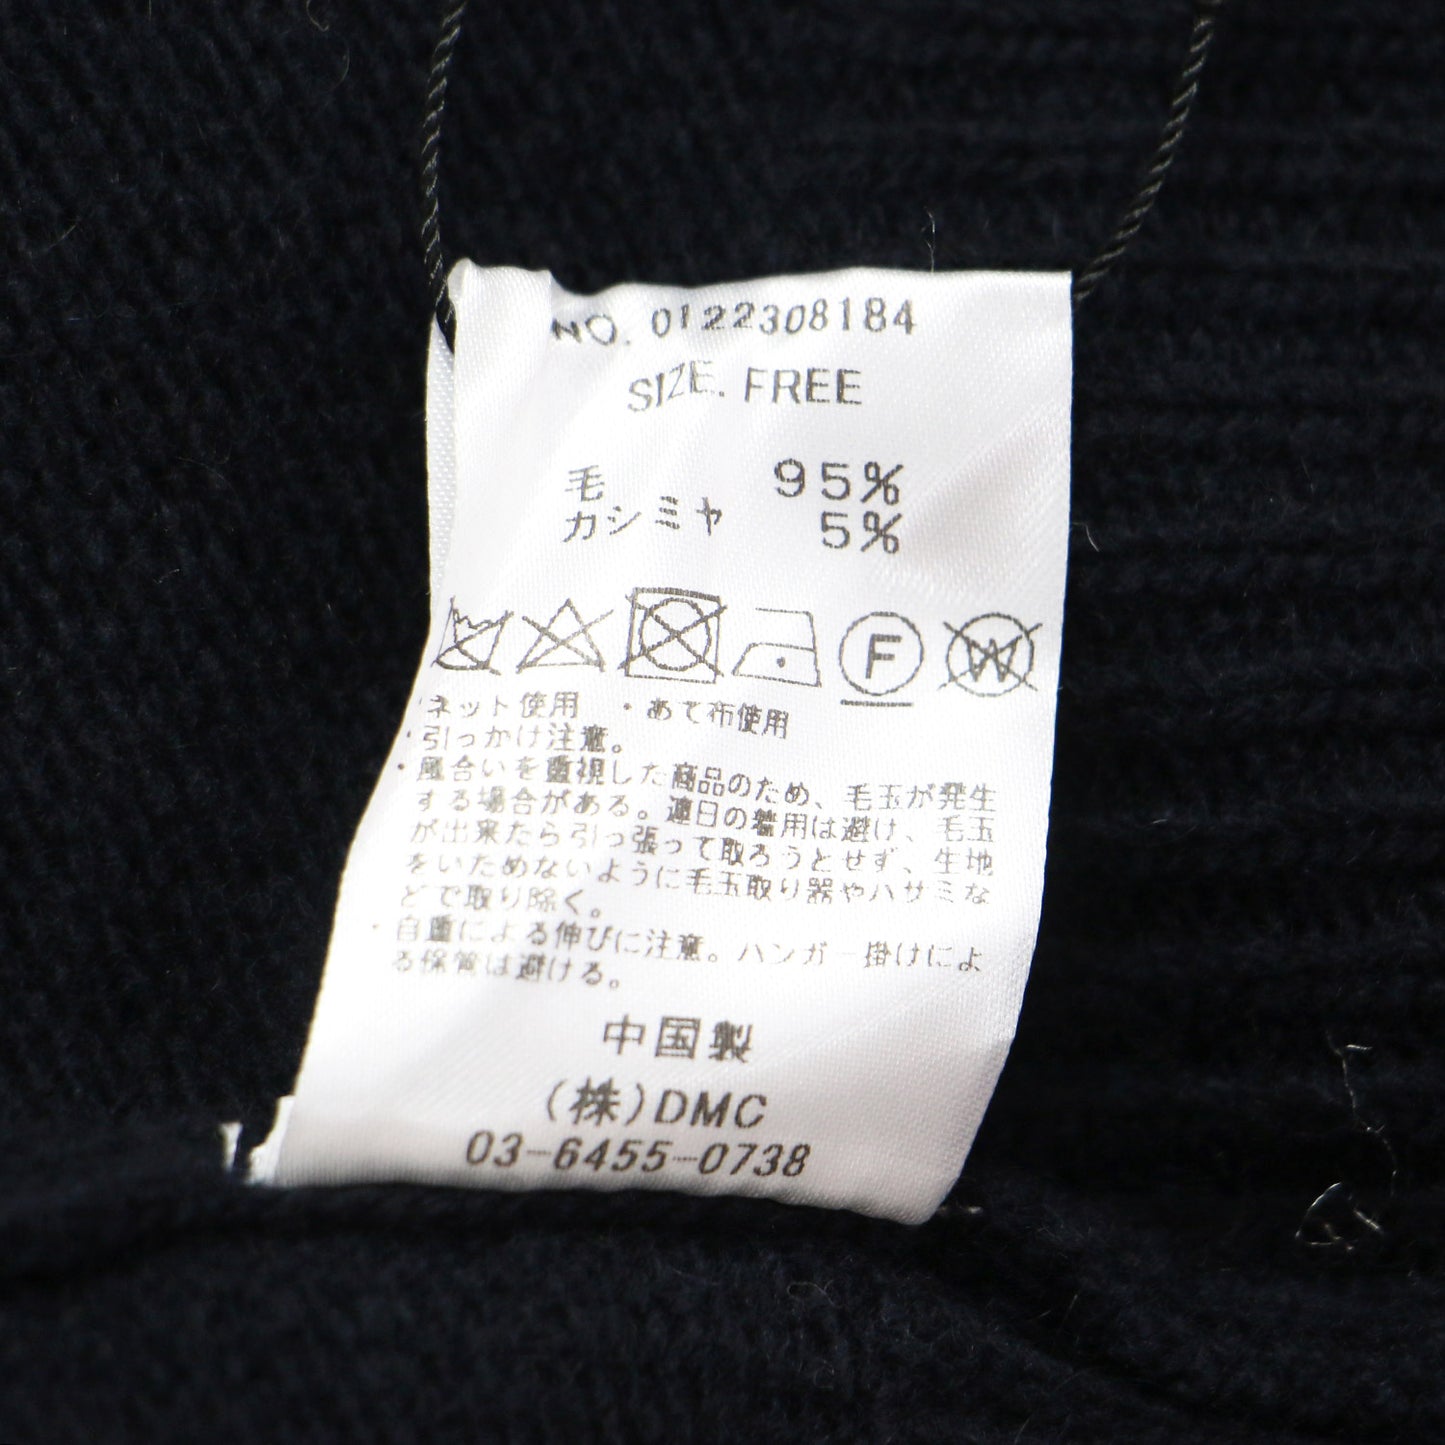 NO. 0122308184
SIZE. FREE
毛 95%
カシミヤ 5%
F W
・ネット使用 ・あて布使用
・引っかけ注意。
・風合いを重視した商品のため、毛玉が発生
する場合がある。連日の着用は避け、毛玉
が出来たら引っ張って取ろうとせず、生地
をいためないように毛玉取り器やハサミな
どで取り除く。
・自重による伸びに注意。ハンガー掛けによ
る保管は避ける。
中国製
(株)DMC
03-6455-0738